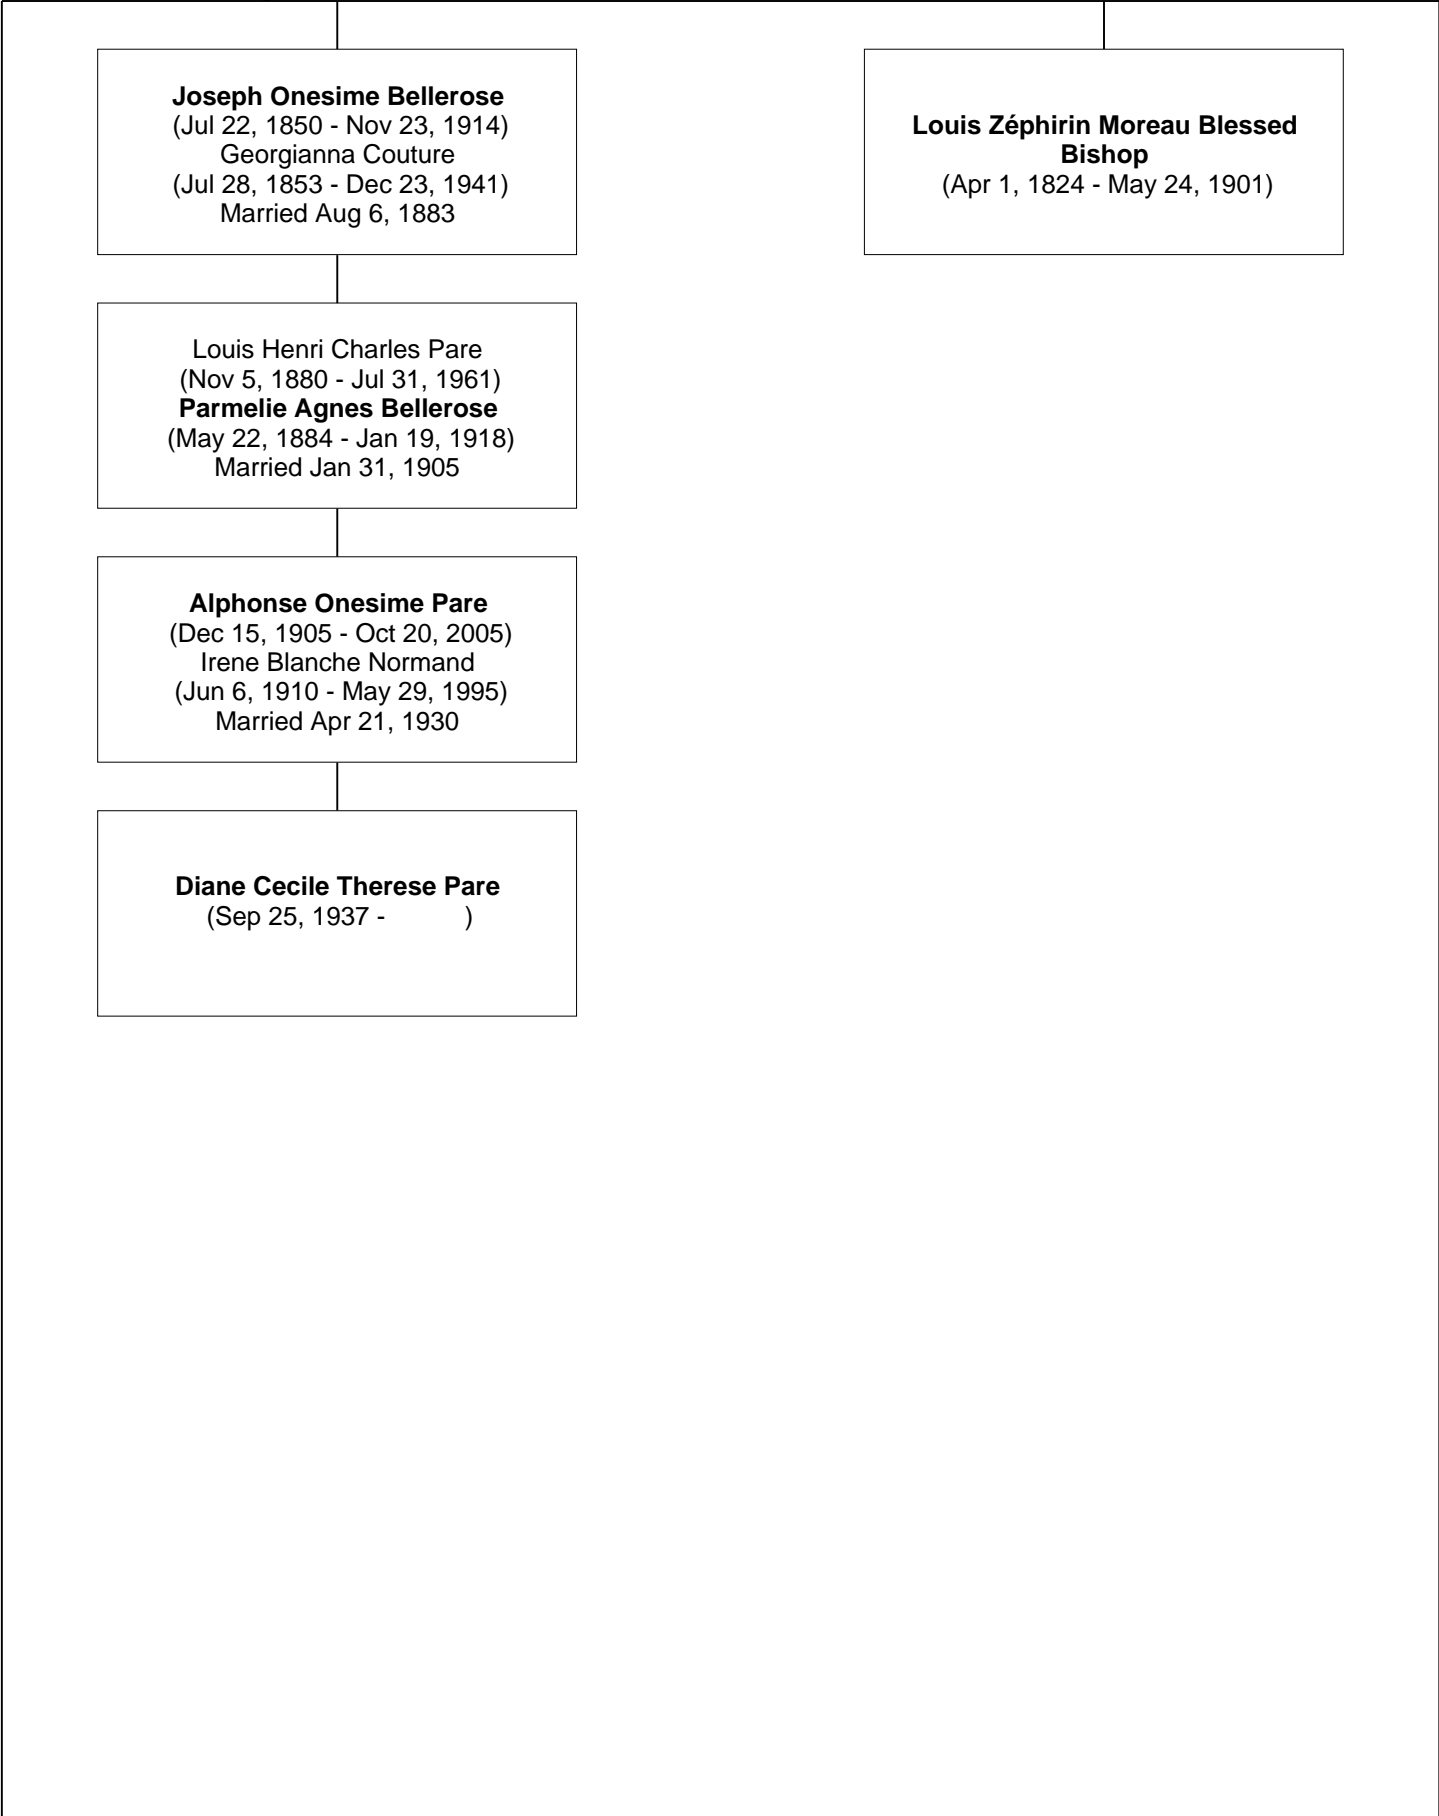 Joseph Onesime Bellerose
(Jul 22, 1850 - Nov 23, 1914)
Georgianna Couture
(Jul 28, 1853 - Dec 23, 1941)
Married Aug 6, 1883
Louis Zéphirin Moreau Blessed
Bishop
(Apr 1, 1824 - May 24, 1901)
Louis Henri Charles Pare
(Nov 5, 1880 - Jul 31, 1961)
Parmelie Agnes Bellerose
(May 22, 1884 - Jan 19, 1918)
Married Jan 31, 1905
Alphonse Onesime Pare
(Dec 15, 1905 - Oct 20, 2005)
Irene Blanche Normand
(Jun 6, 1910 - May 29, 1995)
Married Apr 21, 1930
Diane Cecile Therese Pare
(Sep 25, 1937 -          )